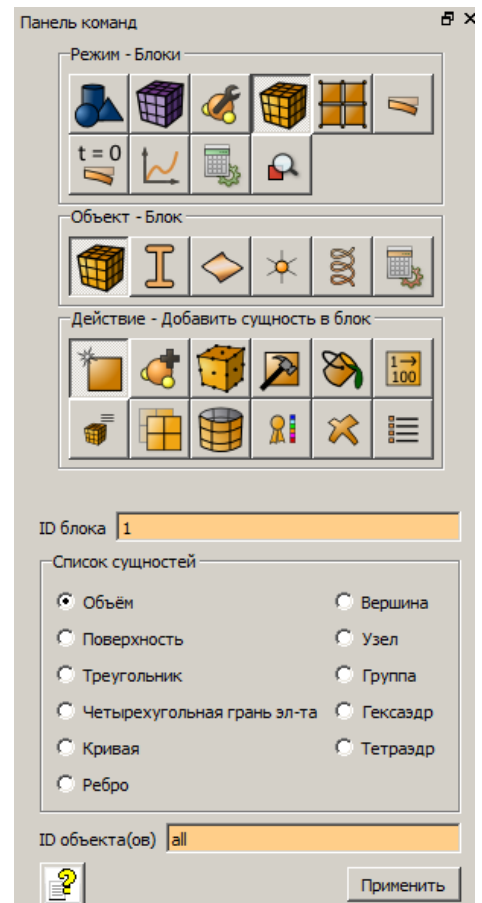 Панель команд
Режим - Блоки
t = 0
Объект - Блок
Действие - Добавить сущность в блок
1→
100
ID блока 1
Список сущностей
Объём Вершина
Поверхность Узел
Треугольник Группа
Четырехугольная грань эл-та Гексаэдр
Кривая Тетраэдр
Ребро
ID объекта(ов) all
Применить